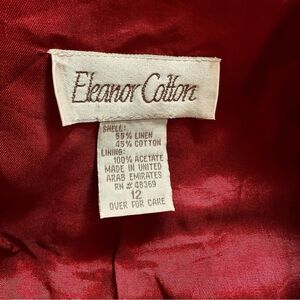 Eleanor Cotton
SHELL:
55% LINEN
45% COTTON
LINING:
100% ACETATE
MADE IN UNITED
ARAB EMIRATES
RN # 48369
12
OVER FOR CARE